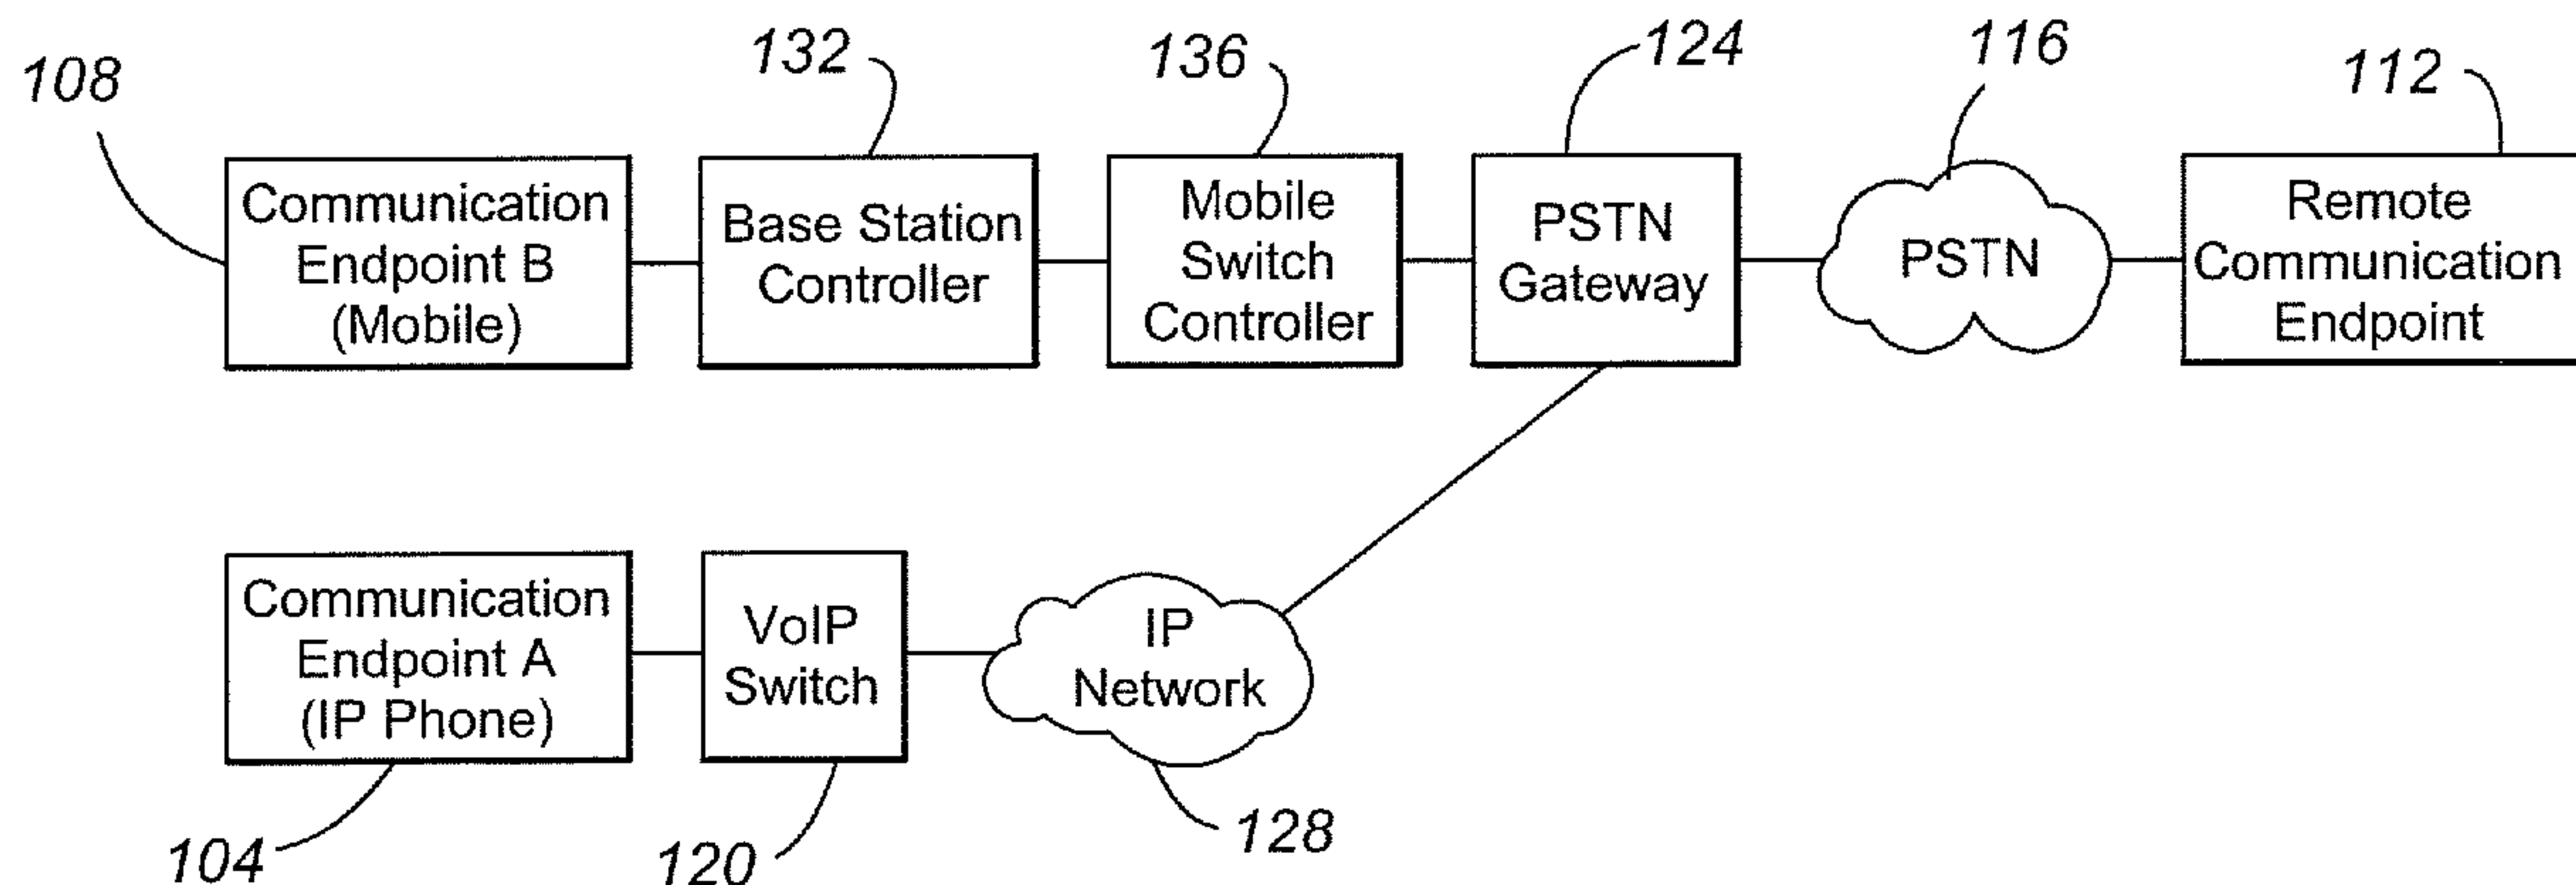 108
132
136
124
116
112
Communication
Endpoint B
(Mobile)
Base Station
Controller
Mobile
Switch
Controller
PSTN
Gateway
PSTN
Remote
Communication
Endpoint
Communication
Endpoint A
(IP Phone)
VoIP
Switch
IP
Network
104
120
128